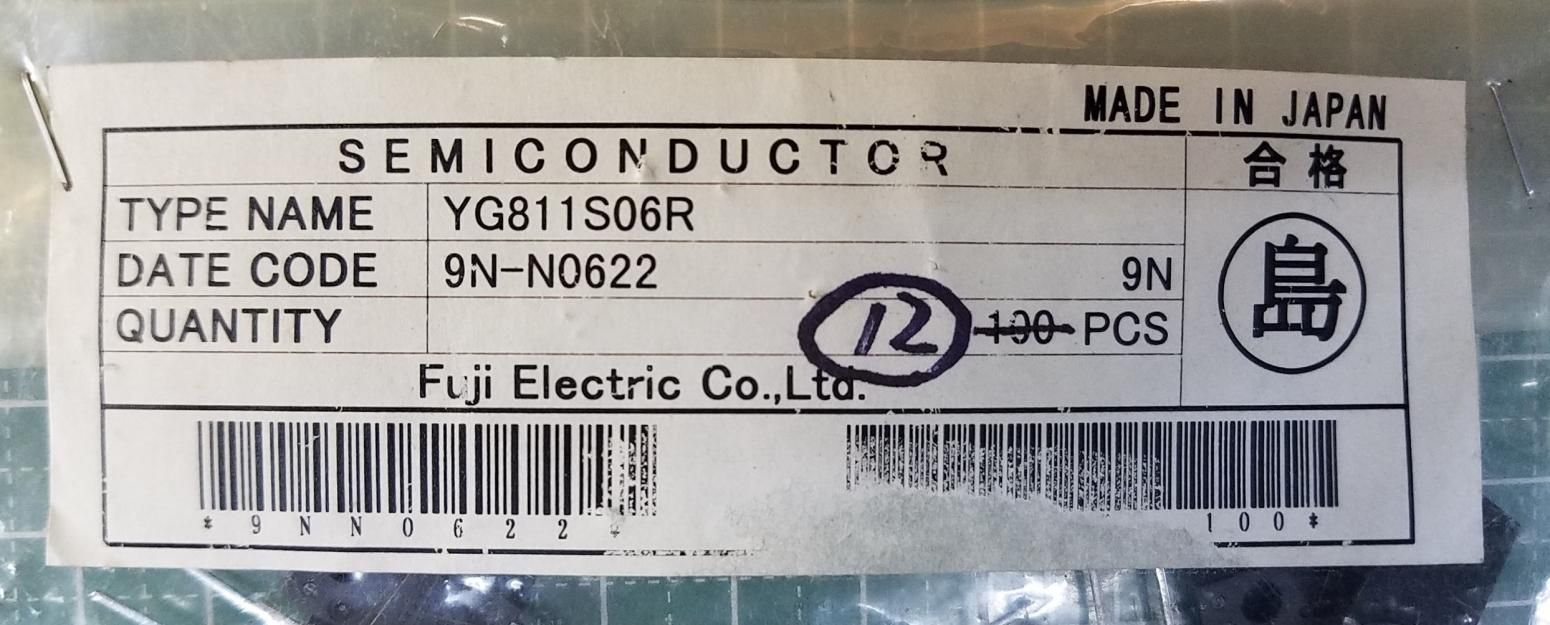 MADE IN JAPAN
SEMICONDUCTOR 合格
TYPE NAME YG811S06R
DATE CODE 9N-N0622 9N
島
QUANTITY 12 100 PCS
Fuji Electric Co.,Ltd.
*9NN0622* 100*